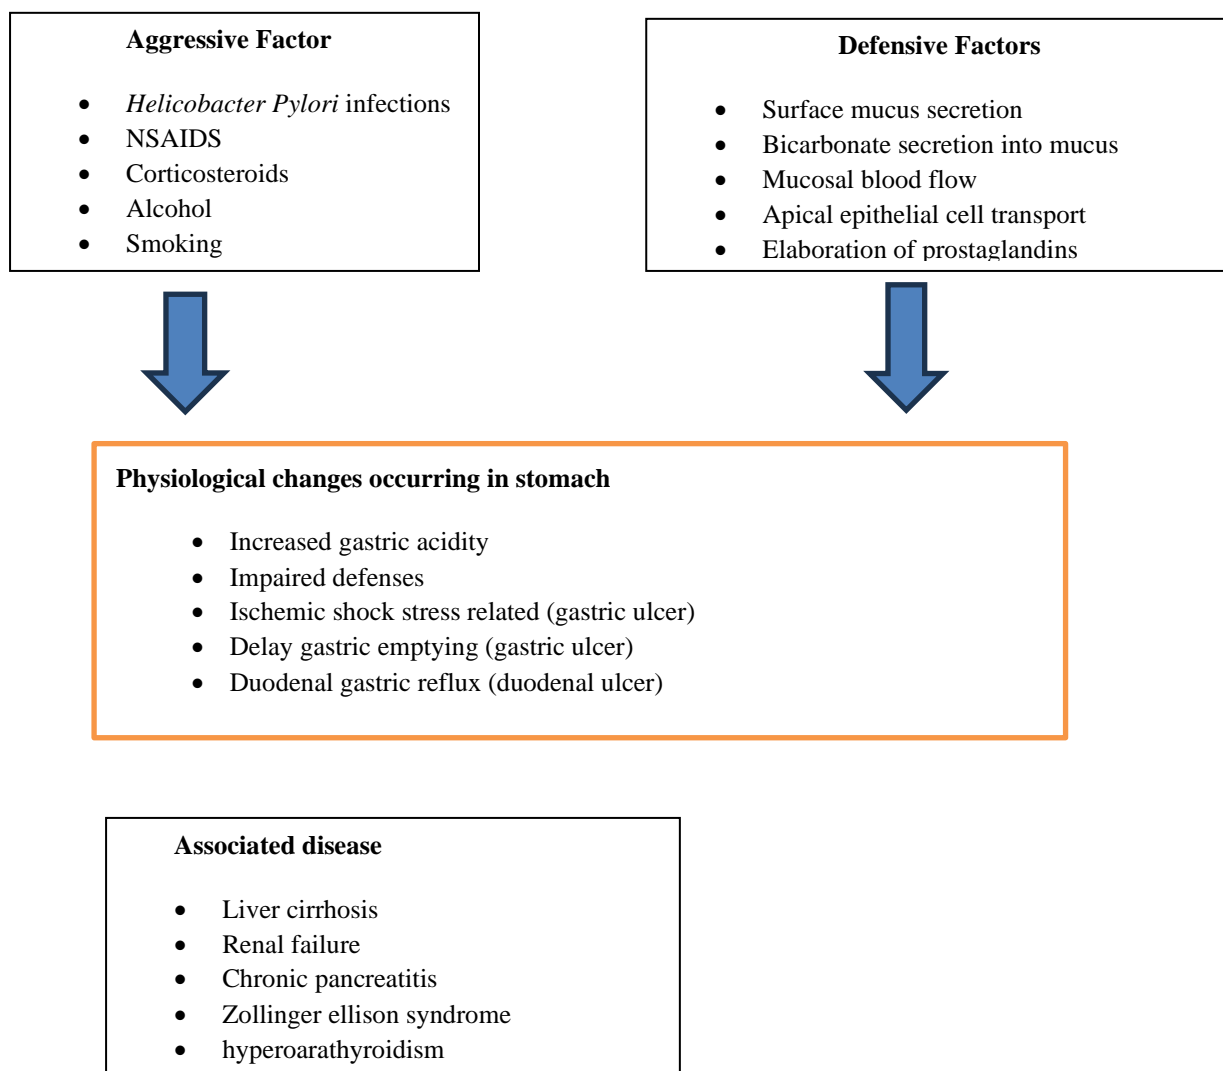 Aggressive Factor
• Helicobacter Pylori infections
• NSAIDS
• Corticosteroids
• Alcohol
• Smoking
Defensive Factors
• Surface mucus secretion
• Bicarbonate secretion into mucus
• Mucosal blood flow
• Apical epithelial cell transport
• Elaboration of prostaglandins
Physiological changes occurring in stomach
• Increased gastric acidity
• Impaired defenses
• Ischemic shock stress related (gastric ulcer)
• Delay gastric emptying (gastric ulcer)
• Duodenal gastric reflux (duodenal ulcer)
Associated disease
• Liver cirrhosis
• Renal failure
• Chronic pancreatitis
• Zollinger ellison syndrome
• hyperoarathyroidism